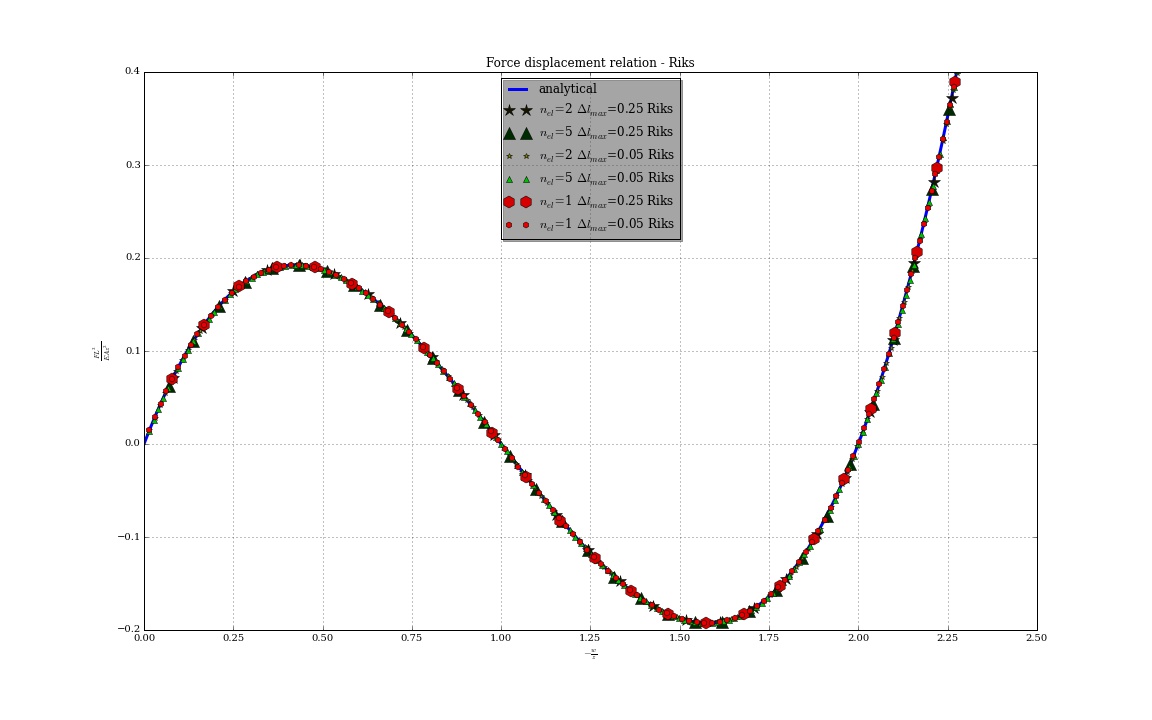 Force displacement relation - Riks
0.4
0.3
0.2
0.1
0.0
−0.1
−0.2
analytical
n_el=2 Δl_max=0.25 Riks
n_el=5 Δl_max=0.25 Riks
n_el=2 Δl_max=0.05 Riks
n_el=5 Δl_max=0.05 Riks
n_el=1 Δl_max=0.25 Riks
n_el=1 Δl_max=0.05 Riks
0.00 0.25 0.50 0.75 1.00 1.25 1.50 1.75 2.00 2.25 2.50